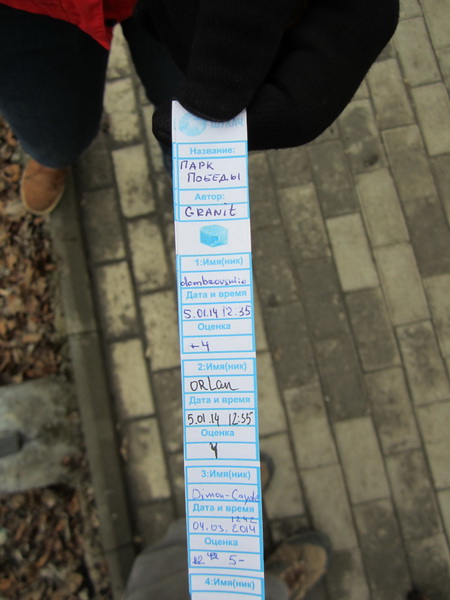 Название:
ПАРК
ПОБЕДЫ
Автор:
GRANIT
1:Имя(ник)
Дата и время
5.01.14 12.35
Оценка
4
2:Имя(ник)
ORLan
Дата и время
5.01.14 12:35
Оценка
4
3:Имя(ник)
Dimon-
Дата и время
1242
04.03.2014
Оценка
5-
4:Имя(ник)